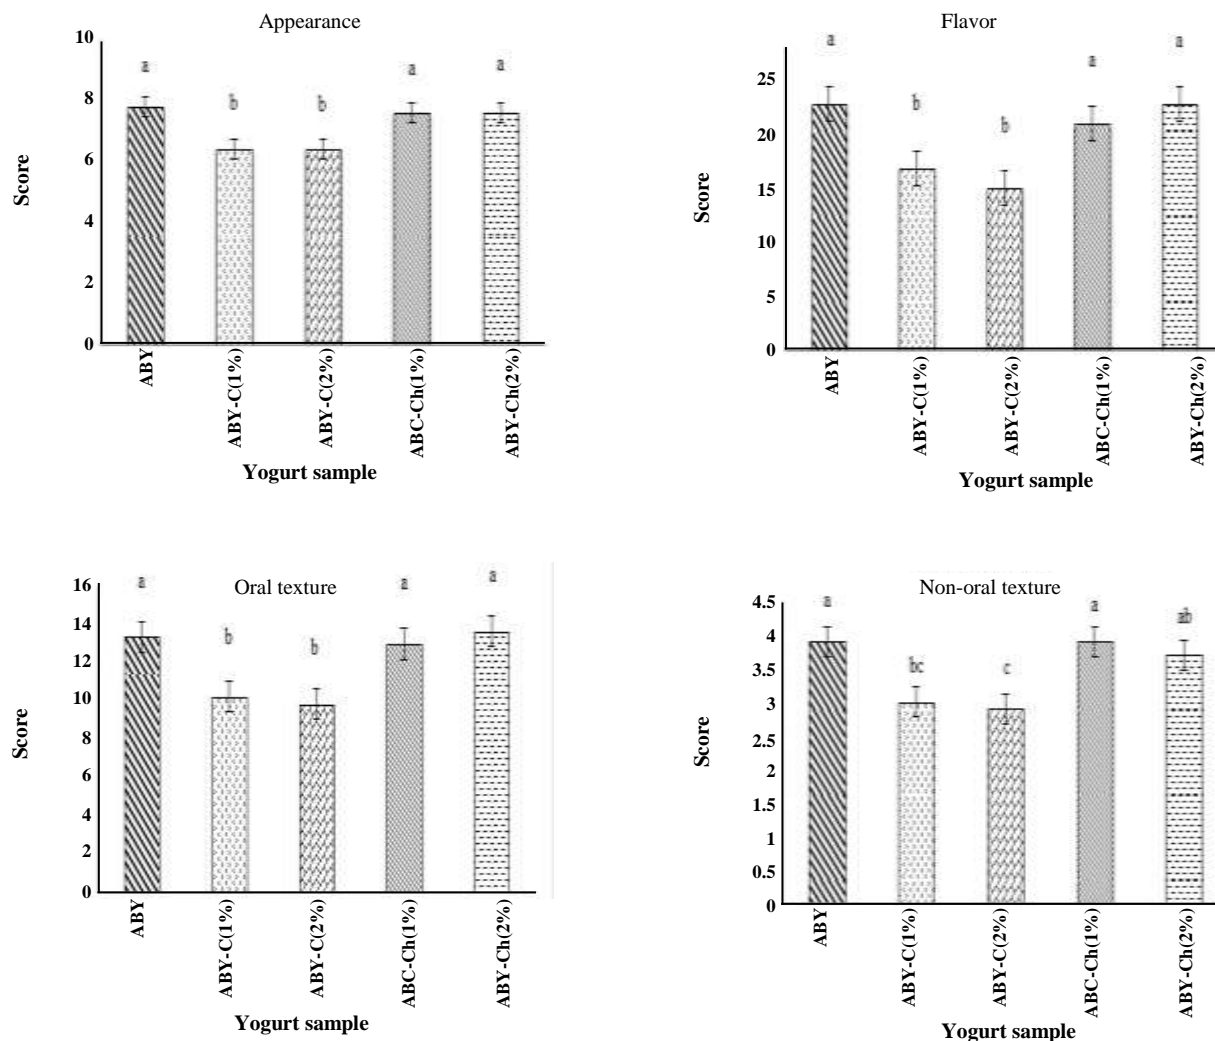 Appearance
10
8
6
4
2
0
Score
a
b
b
a
a
ABY
ABY-C(1%)
ABY-C(2%)
ABC-Ch(1%)
ABY-Ch(2%)
Yogurt sample
Flavor
25
20
15
10
5
0
Score
a
b
b
a
a
ABY
ABY-C(1%)
ABY-C(2%)
ABC-Ch(1%)
ABY-Ch(2%)
Yogurt sample
Oral texture
16
14
12
10
8
6
4
2
0
Score
a
b
b
a
a
ABY
ABY-C(1%)
ABY-C(2%)
ABC-Ch(1%)
ABY-Ch(2%)
Yogurt sample
Non-oral texture
4.5
4
3.5
3
2.5
2
1.5
1
0.5
0
Score
a
bc
c
a
ab
ABY
ABY-C(1%)
ABY-C(2%)
ABC-Ch(1%)
ABY-Ch(2%)
Yogurt sample